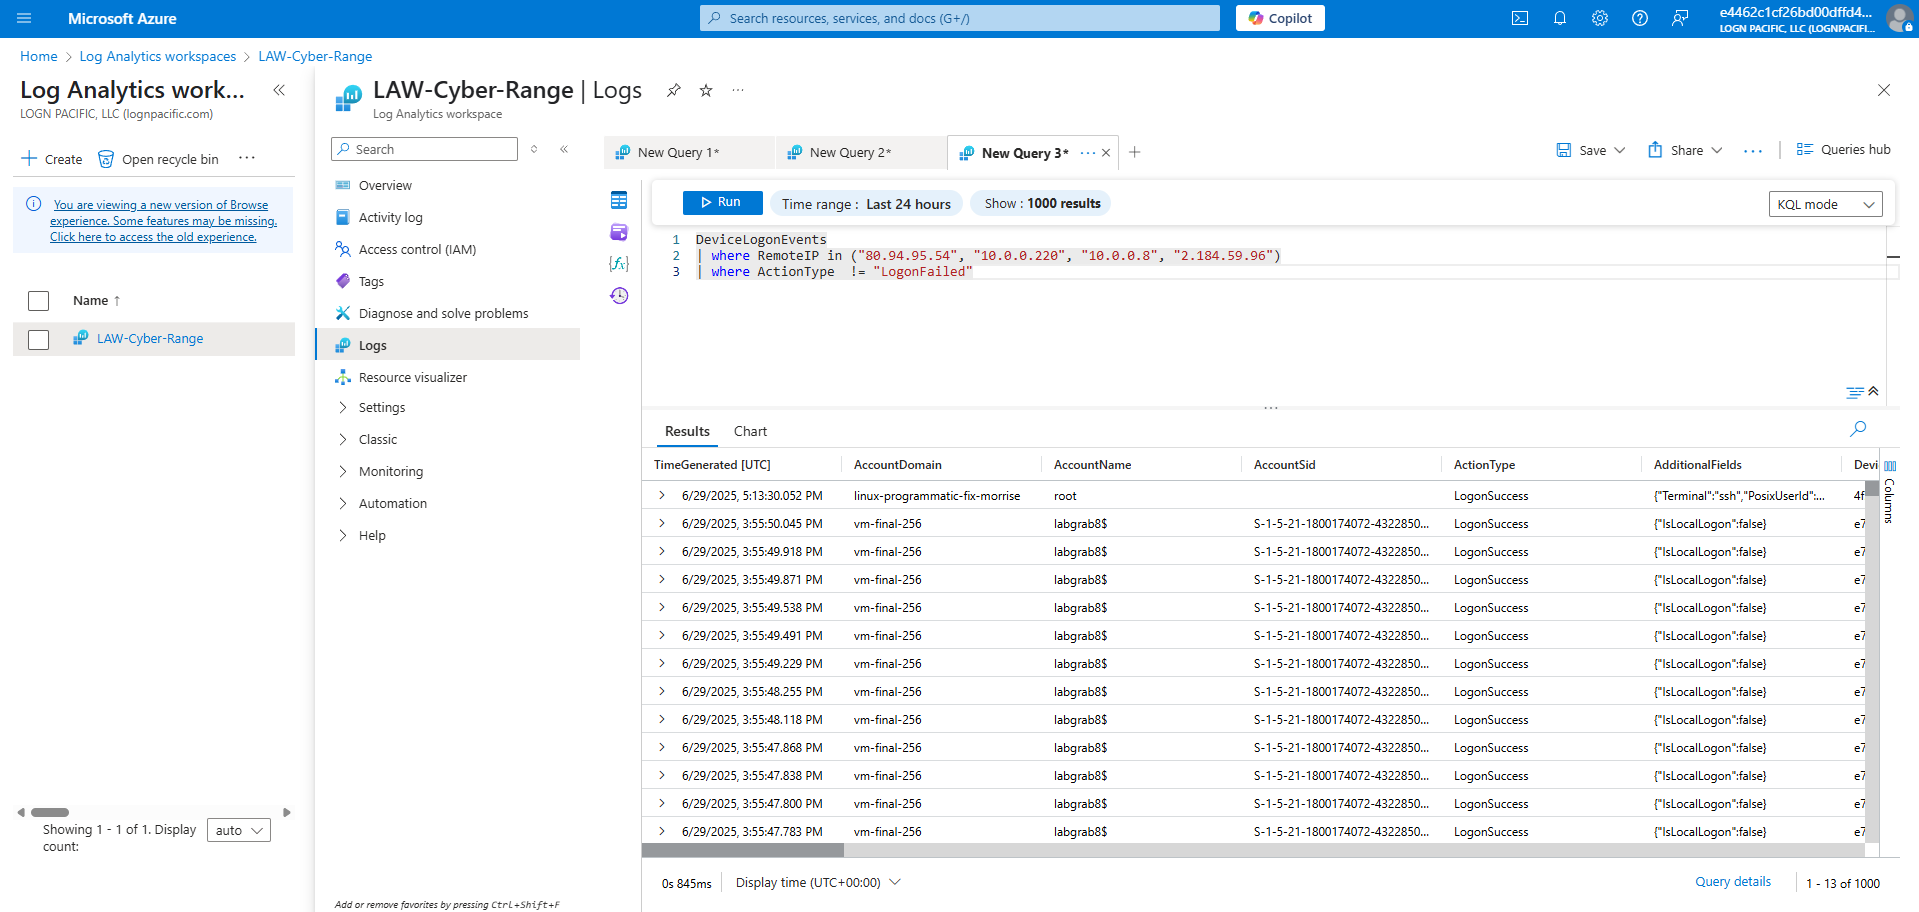 Microsoft Azure
Search resources, services, and docs (G+/)
Copilot
e4462c1cf26bd00dffd4...
LOGN PACIFIC, LLC (LOGNPACIFI...
Home > Log Analytics workspaces > LAW-Cyber-Range
Log Analytics work...
LOGN PACIFIC, LLC (lognpacific.com)
Create
Open recycle bin
You are viewing a new version of Browse
experience. Some features may be missing.
Click here to access the old experience.
Name ↑
LAW-Cyber-Range
Showing 1 - 1 of 1. Display
count:
auto
LAW-Cyber-Range | Logs
Log Analytics workspace
Search
Overview
Activity log
Access control (IAM)
Tags
Diagnose and solve problems
Logs
Resource visualizer
Settings
Classic
Monitoring
Automation
Help
Add or remove favorites by pressing Ctrl+Shift+F
New Query 1*
New Query 2*
New Query 3*
Save
Share
Queries hub
Run
Time range : Last 24 hours
Show : 1000 results
KQL mode
1 DeviceLogonEvents
2 | where RemoteIP in ("80.94.95.54", "10.0.0.220", "10.0.0.8", "2.184.59.96")
3 | where ActionType != "LogonFailed"
Results
Chart
TimeGenerated [UTC] AccountDomain AccountName AccountSid ActionType AdditionalFields Devi
6/29/2025, 5:13:30.052 PM linux-programmatic-fix-morrise root LogonSuccess {"Terminal":"ssh","PosixUserId":... 4f
6/29/2025, 3:55:50.045 PM vm-final-256 labgrab8$ S-1-5-21-1800174072-4322850... LogonSuccess {"IsLocalLogon":false} e7
6/29/2025, 3:55:49.918 PM vm-final-256 labgrab8$ S-1-5-21-1800174072-4322850... LogonSuccess {"IsLocalLogon":false} e7
6/29/2025, 3:55:49.871 PM vm-final-256 labgrab8$ S-1-5-21-1800174072-4322850... LogonSuccess {"IsLocalLogon":false} e7
6/29/2025, 3:55:49.538 PM vm-final-256 labgrab8$ S-1-5-21-1800174072-4322850... LogonSuccess {"IsLocalLogon":false} e7
6/29/2025, 3:55:49.491 PM vm-final-256 labgrab8$ S-1-5-21-1800174072-4322850... LogonSuccess {"IsLocalLogon":false} e7
6/29/2025, 3:55:49.229 PM vm-final-256 labgrab8$ S-1-5-21-1800174072-4322850... LogonSuccess {"IsLocalLogon":false} e7
6/29/2025, 3:55:48.255 PM vm-final-256 labgrab8$ S-1-5-21-1800174072-4322850... LogonSuccess {"IsLocalLogon":false} e7
6/29/2025, 3:55:48.118 PM vm-final-256 labgrab8$ S-1-5-21-1800174072-4322850... LogonSuccess {"IsLocalLogon":false} e7
6/29/2025, 3:55:47.868 PM vm-final-256 labgrab8$ S-1-5-21-1800174072-4322850... LogonSuccess {"IsLocalLogon":false} e7
6/29/2025, 3:55:47.838 PM vm-final-256 labgrab8$ S-1-5-21-1800174072-4322850... LogonSuccess {"IsLocalLogon":false} e7
6/29/2025, 3:55:47.800 PM vm-final-256 labgrab8$ S-1-5-21-1800174072-4322850... LogonSuccess {"IsLocalLogon":false} e7
6/29/2025, 3:55:47.783 PM vm-final-256 labgrab8$ S-1-5-21-1800174072-4322850... LogonSuccess {"IsLocalLogon":false} e7
Columns
0s 845ms
Display time (UTC+00:00)
Query details
1 - 13 of 1000